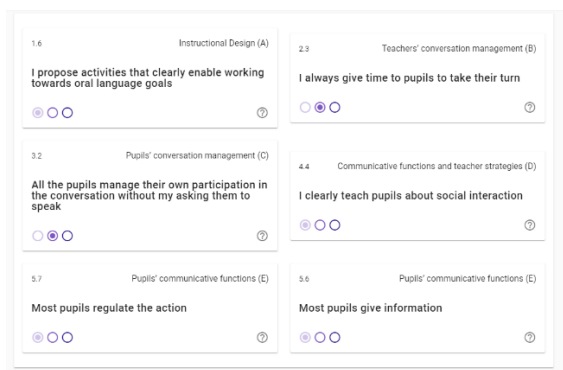 1.6 Instructional Design (A)
I propose activities that clearly enable working
towards oral language goals
2.3 Teachers' conversation management (B)
I always give time to pupils to take their turn
3.2 Pupils' conversation management (C)
All the pupils manage their own participation in
the conversation without my asking them to
speak
4.4 Communicative functions and teacher strategies (D)
I clearly teach pupils about social interaction
5.7 Pupils' communicative functions (E)
Most pupils regulate the action
5.6 Pupils' communicative functions (E)
Most pupils give information